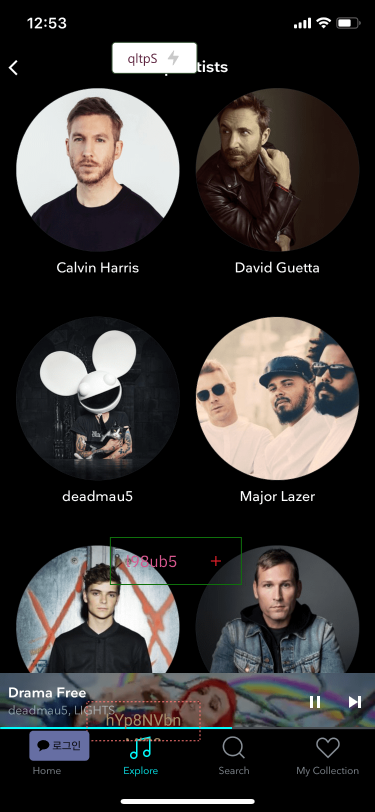 12:53
qltpS
tists
Calvin Harris
David Guetta
deadmau5
Major Lazer
Drama Free
deadmau5, LIGHTS
hYp8NVbn
로그인
Home
Explore
Search
My Collection